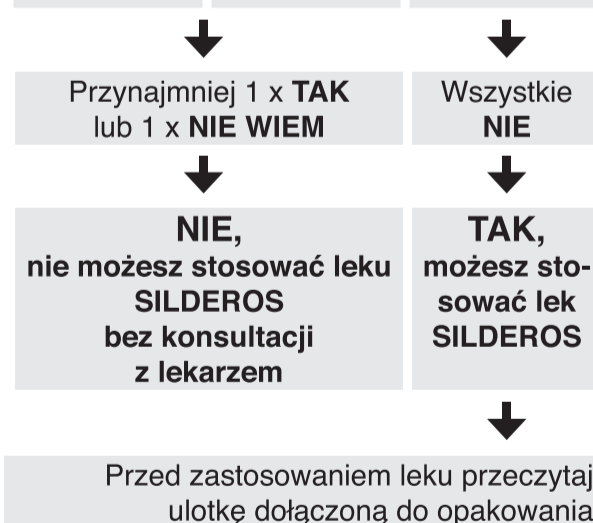 Przynajmniej 1 x TAK
lub 1 x NIE WIEM
Wszystkie
NIE
NIE,
nie możesz stosować leku
SILDEROS
bez konsultacji
z lekarzem
TAK,
możesz sto-
sować lek
SILDEROS
Przed zastosowaniem leku przeczytaj
ulotkę dołączoną do opakowania